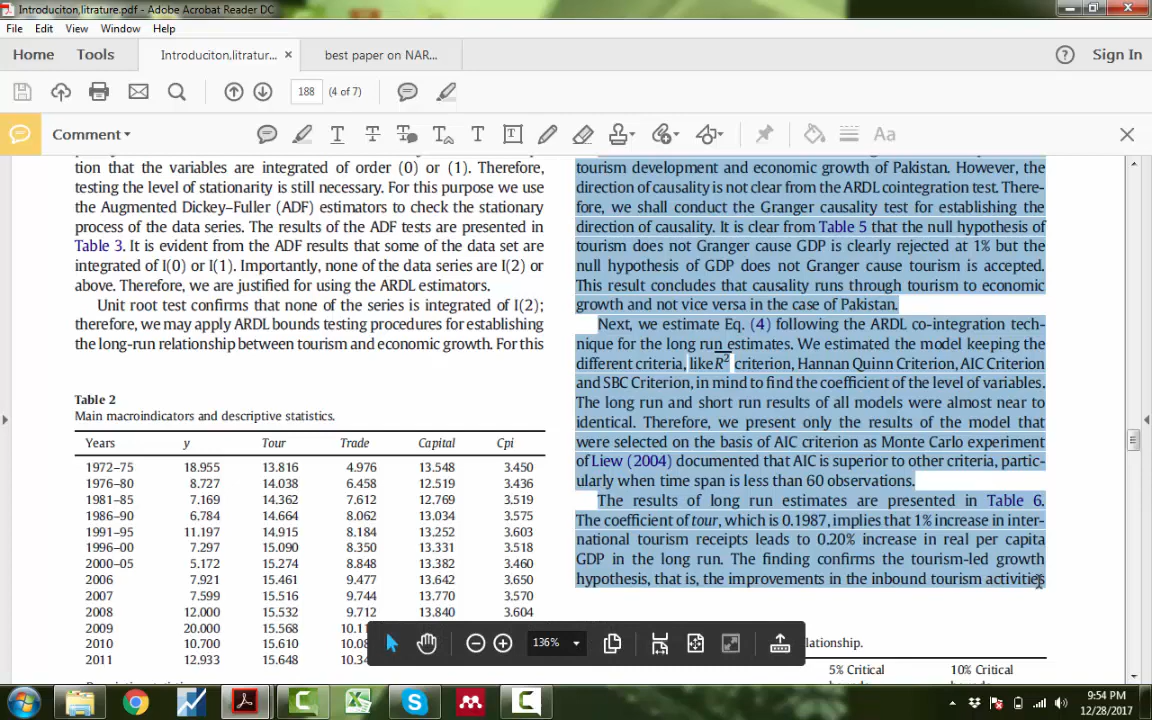 Introduciton,litrature.pdf - Adobe Acrobat Reader DC
File Edit View Window Help
Home Tools Introduciton,litratur... × best paper on NAR... Sign In
188 (4 of 7)
Comment
tion that the variables are integrated of order (0) or (1). Therefore,
testing the level of stationarity is still necessary. For this purpose we use
the Augmented Dickey–Fuller (ADF) estimators to check the stationary
process of the data series. The results of the ADF tests are presented in
Table 3. It is evident from the ADF results that some of the data set are
integrated of I(0) or I(1). Importantly, none of the data series are I(2) or
above. Therefore, we are justified for using the ARDL estimators.
Unit root test confirms that none of the series is integrated of I(2);
therefore, we may apply ARDL bounds testing procedures for establishing
the long-run relationship between tourism and economic growth. For this
Table 2
Main macroindicators and descriptive statistics.
Years y Tour Trade Capital Cpi
1972–75 18.955 13.816 4.976 13.548 3.450
1976–80 8.727 14.038 6.458 12.519 3.436
1981–85 7.169 14.362 7.612 12.769 3.519
1986–90 6.784 14.664 8.062 13.034 3.575
1991–95 11.197 14.915 8.184 13.252 3.603
1996–00 7.297 15.090 8.350 13.331 3.518
2000–05 5.172 15.274 8.848 13.382 3.460
2006 7.921 15.461 9.477 13.642 3.650
2007 7.599 15.516 9.744 13.770 3.570
2008 12.000 15.532 9.712 13.840 3.604
2009 20.000 15.568
2010 10.700 15.610
2011 12.933 15.648
tourism development and economic growth of Pakistan. However, the
direction of causality is not clear from the ARDL cointegration test. There-
fore, we shall conduct the Granger causality test for establishing the
direction of causality. It is clear from Table 5 that the null hypothesis of
tourism does not Granger cause GDP is clearly rejected at 1% but the
null hypothesis of GDP does not Granger cause tourism is accepted.
This result concludes that causality runs through tourism to economic
growth and not vice versa in the case of Pakistan.
Next, we estimate Eq. (4) following the ARDL co-integration tech-
nique for the long run estimates. We estimated the model keeping the
different criteria, like R² criterion, Hannan Quinn Criterion, AIC Criterion
and SBC Criterion, in mind to find the coefficient of the level of variables.
The long run and short run results of all models were almost near to
identical. Therefore, we present only the results of the model that
were selected on the basis of AIC criterion as Monte Carlo experiment
of Liew (2004) documented that AIC is superior to other criteria, partic-
ularly when time span is less than 60 observations.
The results of long run estimates are presented in Table 6.
The coefficient of tour, which is 0.1987, implies that 1% increase in inter-
national tourism receipts leads to 0.20% increase in real per capita
GDP in the long run. The finding confirms the tourism-led growth
hypothesis, that is, the improvements in the inbound tourism activities
136%
5% Critical 10% Critical
9:54 PM
12/28/2017